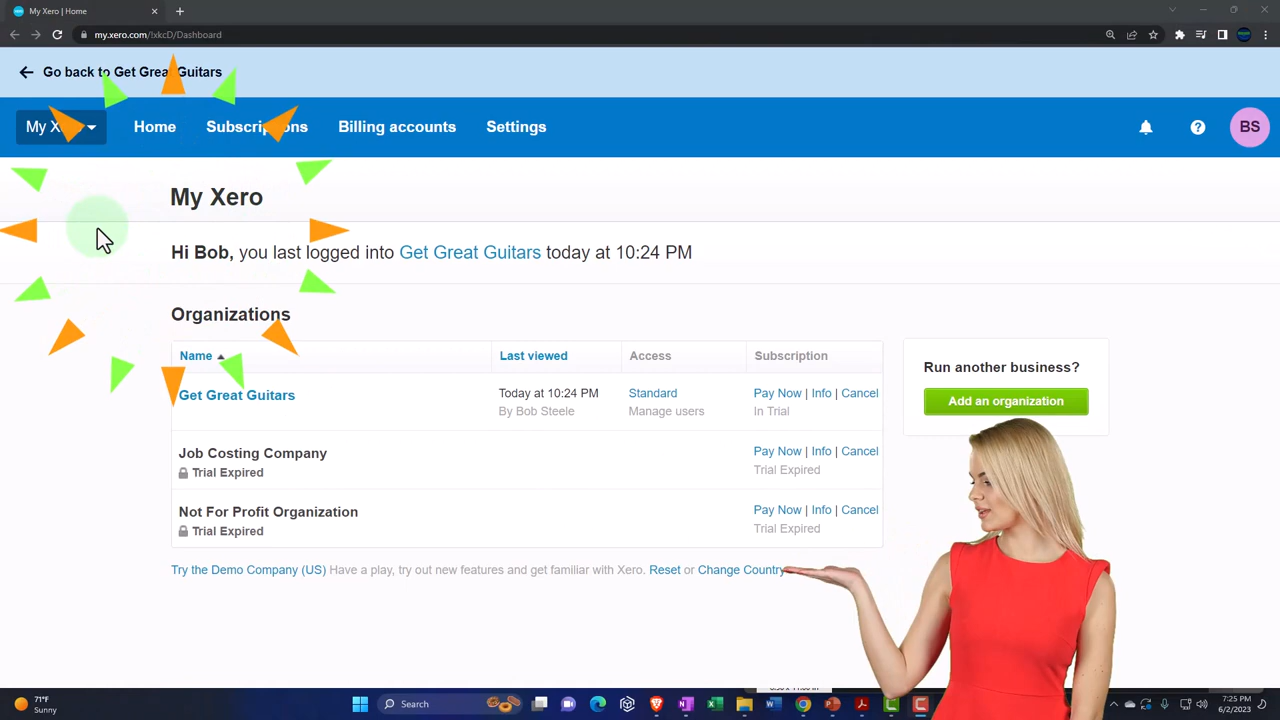 My Xero | Home
my.xero.com/!xkcD/Dashboard
Go back to Get Great Guitars
My Xero
Home
Subscriptions
Billing accounts
Settings
BS
My Xero
Hi Bob, you last logged into Get Great Guitars today at 10:24 PM
Organizations
Name
Last viewed
Access
Subscription
Get Great Guitars
Today at 10:24 PM
Standard
Pay Now | Info | Cancel
By Bob Steele
Manage users
In Trial
Job Costing Company
Pay Now | Info | Cancel
Trial Expired
Trial Expired
Not For Profit Organization
Pay Now | Info | Cancel
Trial Expired
Trial Expired
Run another business?
Add an organization
Try the Demo Company (US) Have a play, try out new features and get familiar with Xero. Reset or Change Country
71°F
Sunny
Search
7:25 PM
6/2/2023